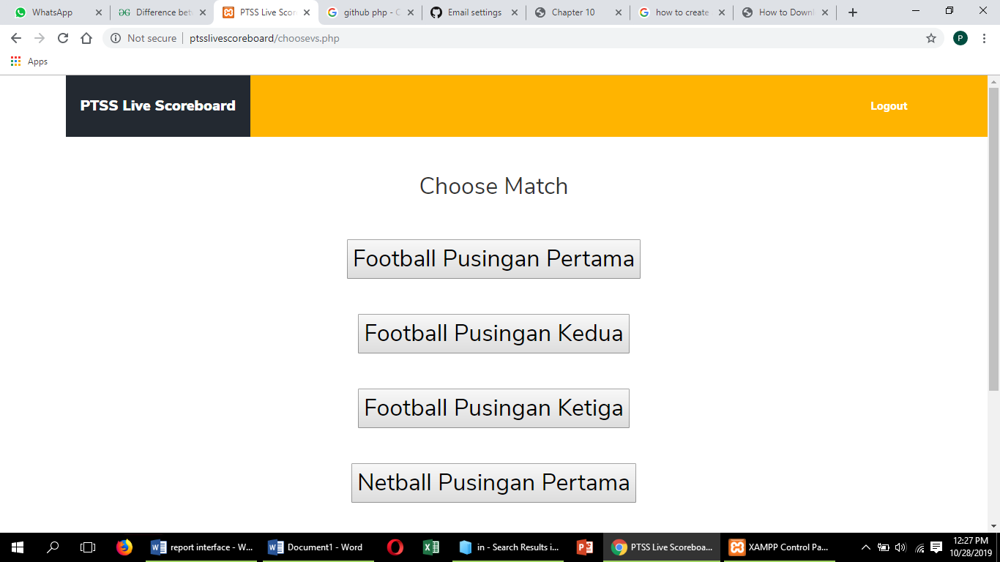 WhatsApp
Difference bet
PTSS Live Scor
github php - C
Email settings
Chapter 10
how to create
How to Downl
Not secure
ptsslivescoreboard/choosevs.php
P
Apps
PTSS Live Scoreboard
Logout
Choose Match
Football Pusingan Pertama
Football Pusingan Kedua
Football Pusingan Ketiga
Netball Pusingan Pertama
report interface - W...
Document1 - Word
in - Search Results i...
PTSS Live Scoreboa...
XAMPP Control Pa...
12:27 PM
10/28/2019